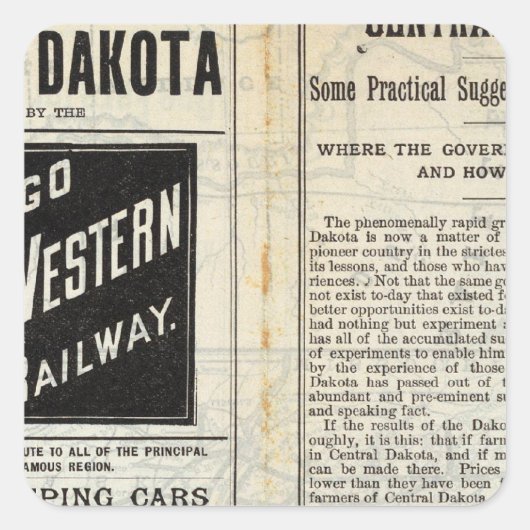 DAKOTA
BY THE
GO
WESTERN
RAILWAY.
UTE TO ALL OF THE PRINCIPAL
AMOUS REGION.
EPING CARS
CENTRA
Some Practical Sugge
WHERE THE GOVER
AND HOW
The phenomenally rapid gr
Dakota is now a matter of
pioneer country in the strictes
its lessons, and those who hav
riences. Not that the same go
not exist to-day that existed f
better opportunities exist to-da
had nothing but experiment a
has all of the accumulated su
of experiments to enable him
by the experience of those
Dakota has passed out of t
abundant and pre-eminent su
and speaking fact.
If the results of the Dako
oughly, it is this: that if farm
in Central Dakota, and if m
can be made there. Prices
lower than they have been f
farmers of Central Dakota